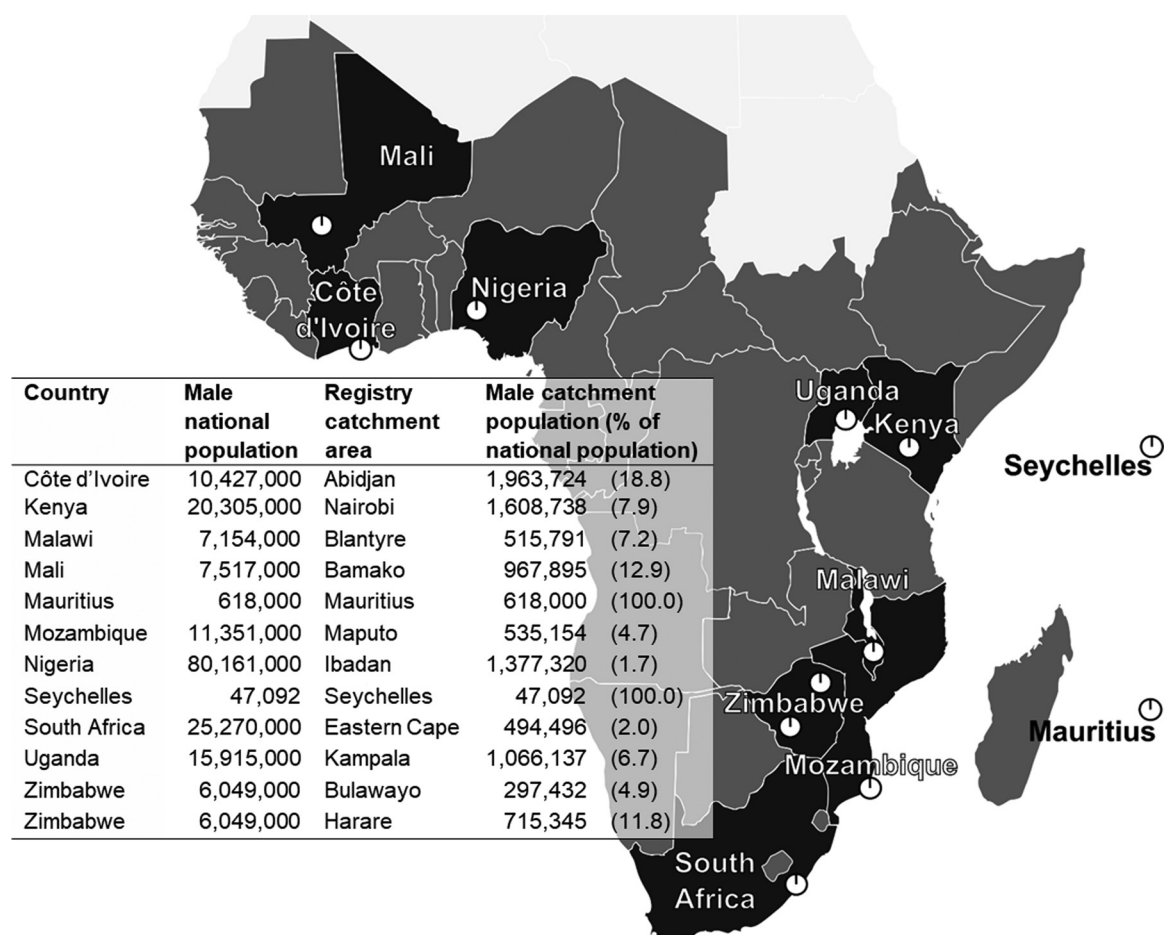 Mali
Nigeria
Côte
d'Ivoire
Uganda
Kenya
Seychelles
Malawi
Zimbabwe
Mauritius
Mozambique
South
Africa
Country Male national population Registry catchment area Male catchment population (% of national population)
Côte d'Ivoire 10,427,000 Abidjan 1,963,724 (18.8)
Kenya 20,305,000 Nairobi 1,608,738 (7.9)
Malawi 7,154,000 Blantyre 515,791 (7.2)
Mali 7,517,000 Bamako 967,895 (12.9)
Mauritius 618,000 Mauritius 618,000 (100.0)
Mozambique 11,351,000 Maputo 535,154 (4.7)
Nigeria 80,161,000 Ibadan 1,377,320 (1.7)
Seychelles 47,092 Seychelles 47,092 (100.0)
South Africa 25,270,000 Eastern Cape 494,496 (2.0)
Uganda 15,915,000 Kampala 1,066,137 (6.7)
Zimbabwe 6,049,000 Bulawayo 297,432 (4.9)
Zimbabwe 6,049,000 Harare 715,345 (11.8)